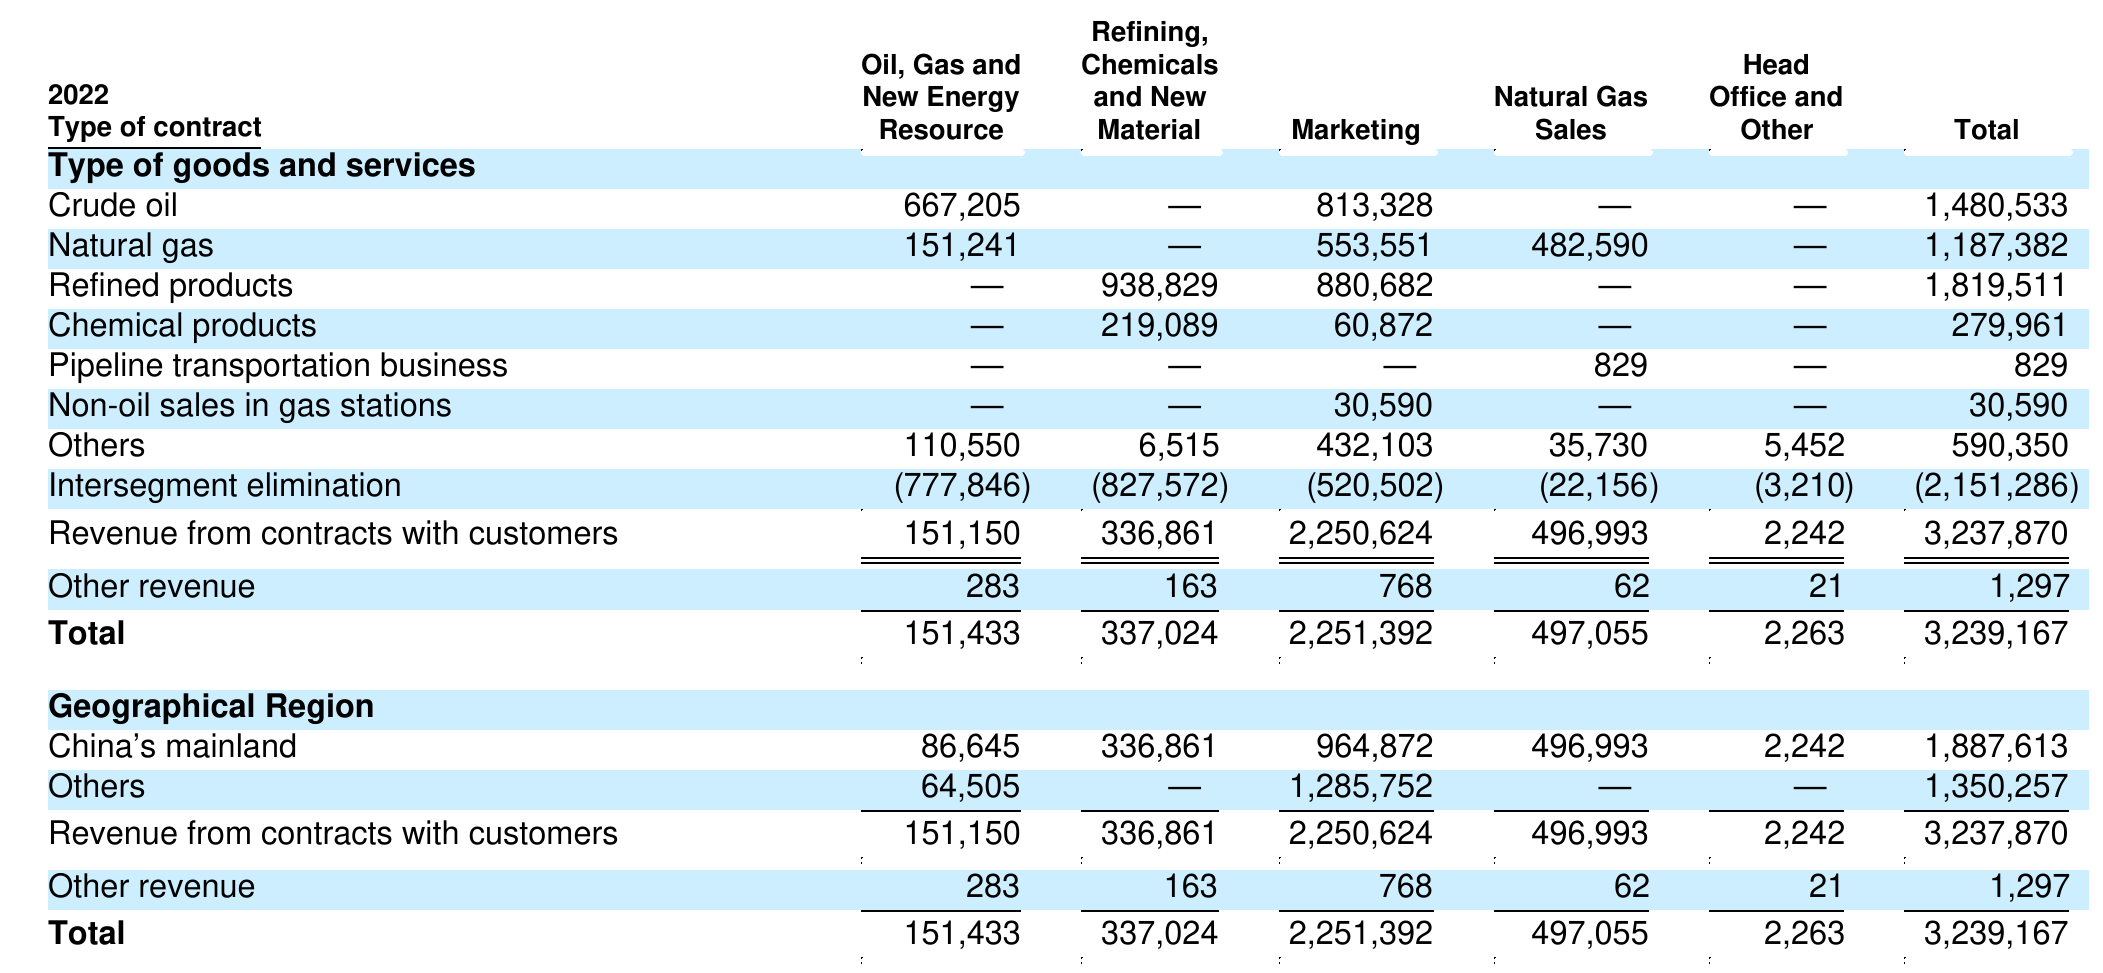 2022
Type of contract Oil, Gas and New Energy Resource Refining, Chemicals and New Material Marketing Natural Gas Sales Head Office and Other Total
Type of goods and services
Crude oil 667,205 — 813,328 — — 1,480,533
Natural gas 151,241 — 553,551 482,590 — 1,187,382
Refined products — 938,829 880,682 — — 1,819,511
Chemical products — 219,089 60,872 — — 279,961
Pipeline transportation business — — — 829 — 829
Non-oil sales in gas stations — — 30,590 — — 30,590
Others 110,550 6,515 432,103 35,730 5,452 590,350
Intersegment elimination (777,846) (827,572) (520,502) (22,156) (3,210) (2,151,286)
Revenue from contracts with customers 151,150 336,861 2,250,624 496,993 2,242 3,237,870
Other revenue 283 163 768 62 21 1,297
Total 151,433 337,024 2,251,392 497,055 2,263 3,239,167
Geographical Region
China’s mainland 86,645 336,861 964,872 496,993 2,242 1,887,613
Others 64,505 — 1,285,752 — — 1,350,257
Revenue from contracts with customers 151,150 336,861 2,250,624 496,993 2,242 3,237,870
Other revenue 283 163 768 62 21 1,297
Total 151,433 337,024 2,251,392 497,055 2,263 3,239,167